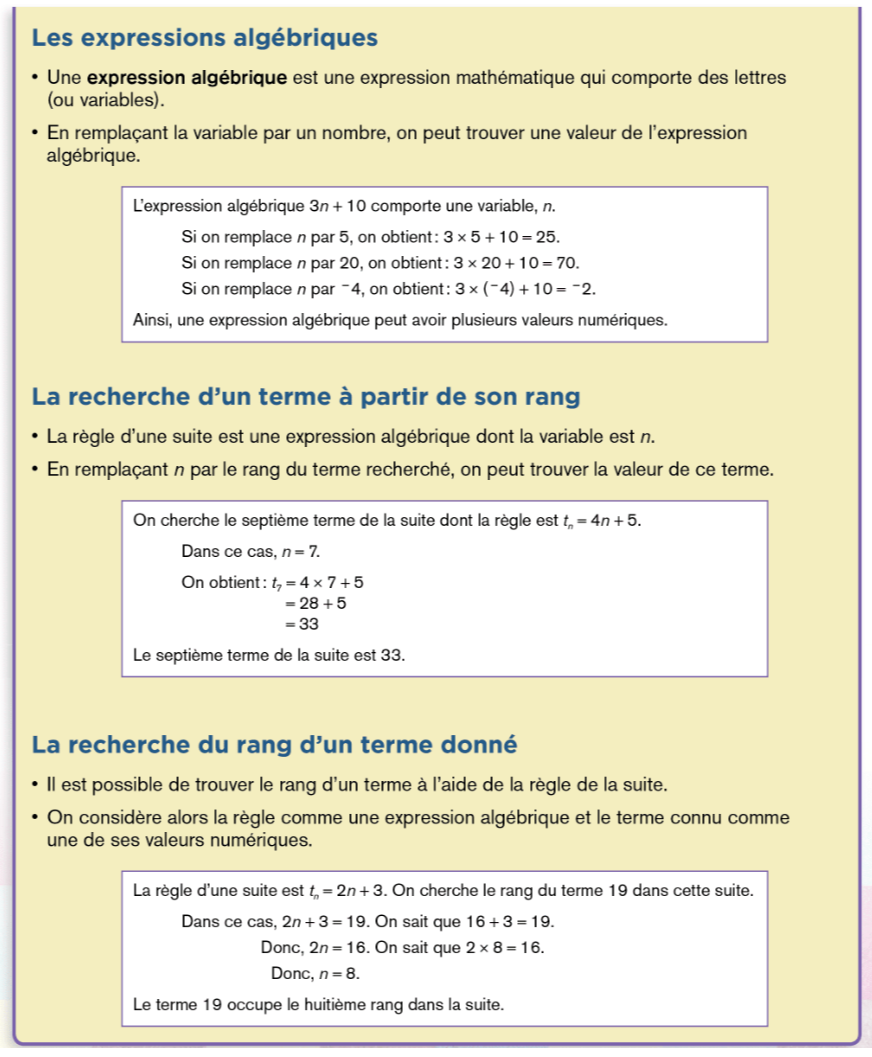 Les expressions algébriques
• Une expression algébrique est une expression mathématique qui comporte des lettres
(ou variables).
• En remplaçant la variable par un nombre, on peut trouver une valeur de l'expression
algébrique.
L'expression algébrique 3n + 10 comporte une variable, n.
Si on remplace n par 5, on obtient : 3 × 5 + 10 = 25.
Si on remplace n par 20, on obtient : 3 × 20 + 10 = 70.
Si on remplace n par ⁻4, on obtient : 3 × (⁻4) + 10 = ⁻2.
Ainsi, une expression algébrique peut avoir plusieurs valeurs numériques.
La recherche d'un terme à partir de son rang
• La règle d'une suite est une expression algébrique dont la variable est n.
• En remplaçant n par le rang du terme recherché, on peut trouver la valeur de ce terme.
On cherche le septième terme de la suite dont la règle est tₙ = 4n + 5.
Dans ce cas, n = 7.
On obtient : t₇ = 4 × 7 + 5
= 28 + 5
= 33
Le septième terme de la suite est 33.
La recherche du rang d'un terme donné
• Il est possible de trouver le rang d'un terme à l'aide de la règle de la suite.
• On considère alors la règle comme une expression algébrique et le terme connu comme
une de ses valeurs numériques.
La règle d'une suite est tₙ = 2n + 3. On cherche le rang du terme 19 dans cette suite.
Dans ce cas, 2n + 3 = 19. On sait que 16 + 3 = 19.
Donc, 2n = 16. On sait que 2 × 8 = 16.
Donc, n = 8.
Le terme 19 occupe le huitième rang dans la suite.